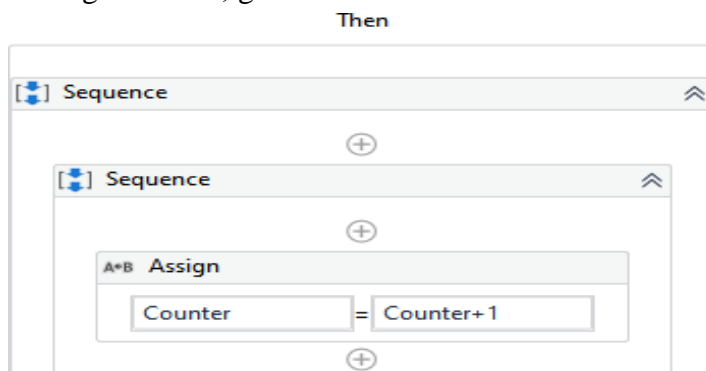 Then
Sequence
Sequence
A+B Assign
Counter = Counter+1